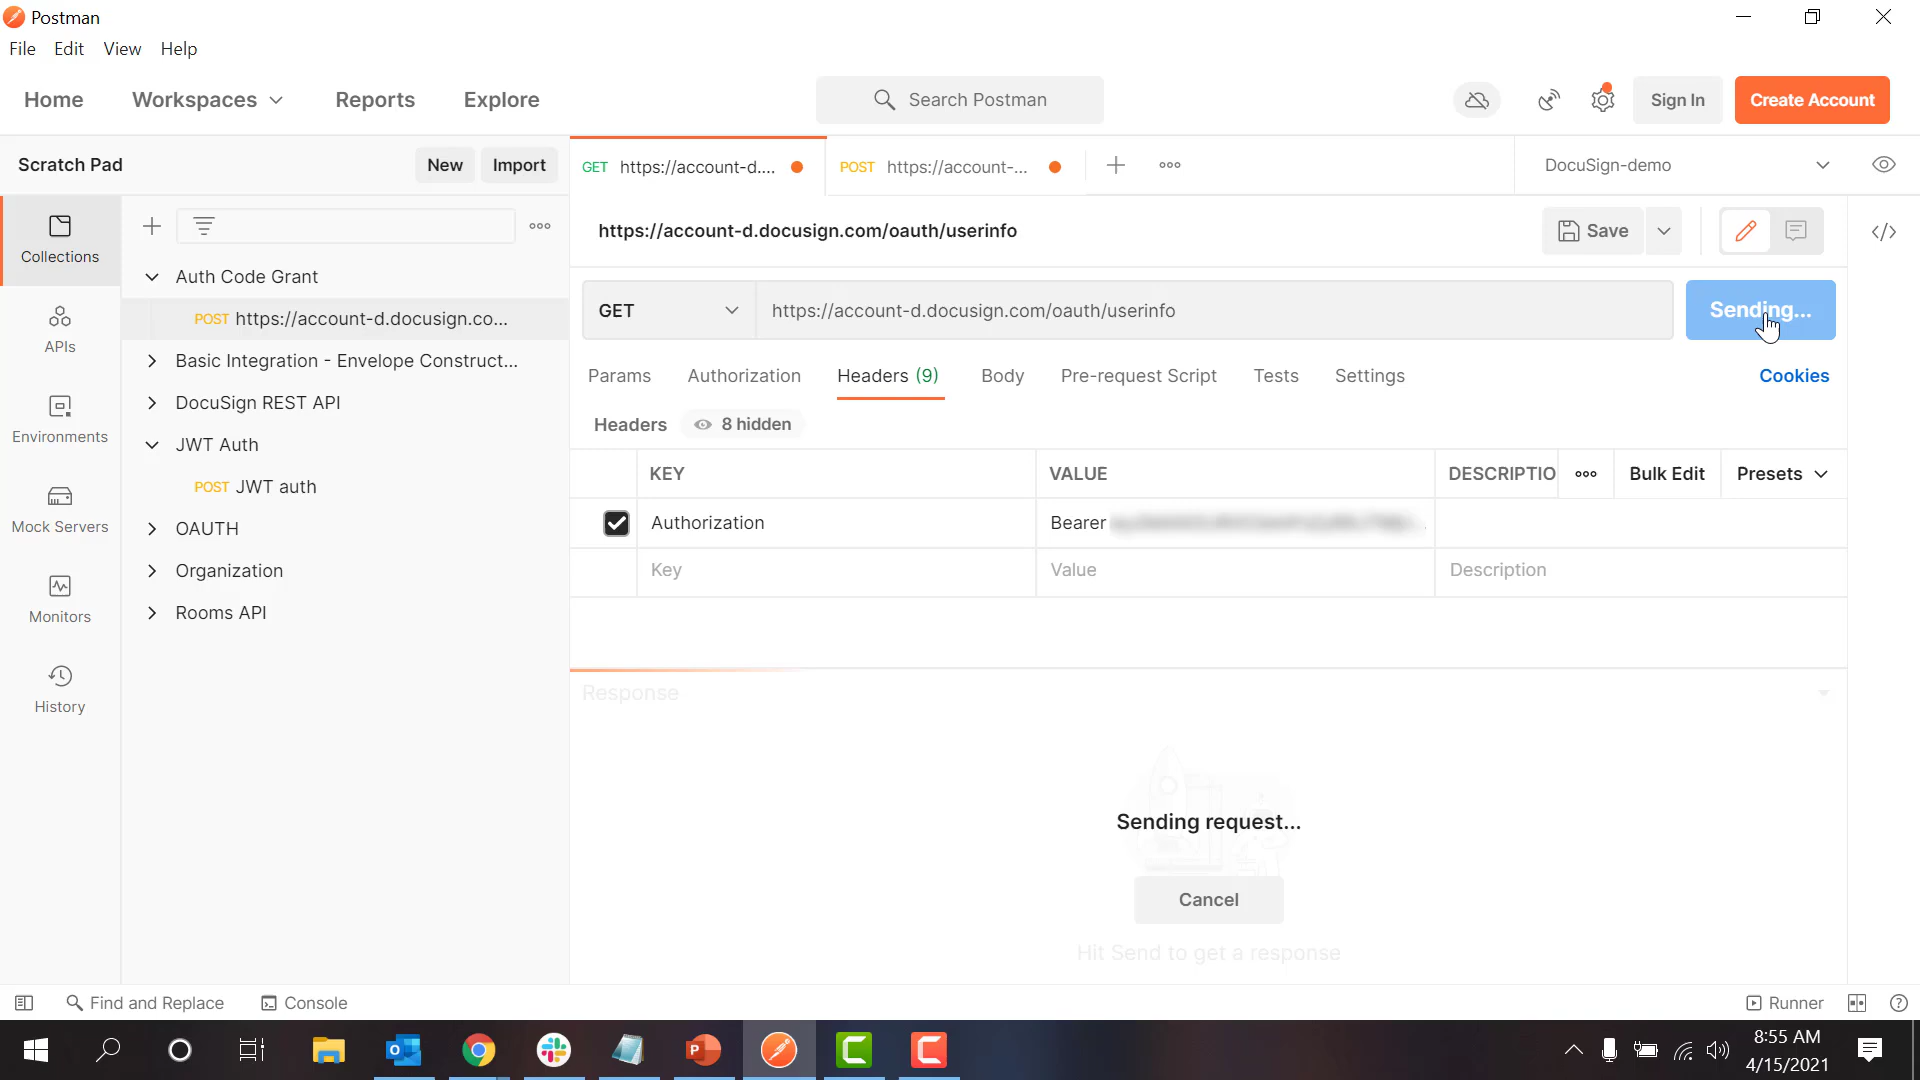 Postman
File Edit View Help
Home Workspaces Reports Explore Search Postman Sign In Create Account
Scratch Pad New Import
GET https://account-d.... POST https://account-... ooo DocuSign-demo
Collections
APIs
Environments
Mock Servers
Monitors
History
ooo
Auth Code Grant
POST https://account-d.docusign.co...
Basic Integration - Envelope Construct...
DocuSign REST API
JWT Auth
POST JWT auth
OAUTH
Organization
Rooms API
https://account-d.docusign.com/oauth/userinfo Save </>
GET https://account-d.docusign.com/oauth/userinfo Sending...
Params Authorization Headers (9) Body Pre-request Script Tests Settings Cookies
Headers 8 hidden
KEY VALUE DESCRIPTIO ooo Bulk Edit Presets
Authorization Bearer
Key Value Description
Response
Sending request...
Cancel
Hit Send to get a response
Find and Replace Console Runner
8:55 AM
4/15/2021